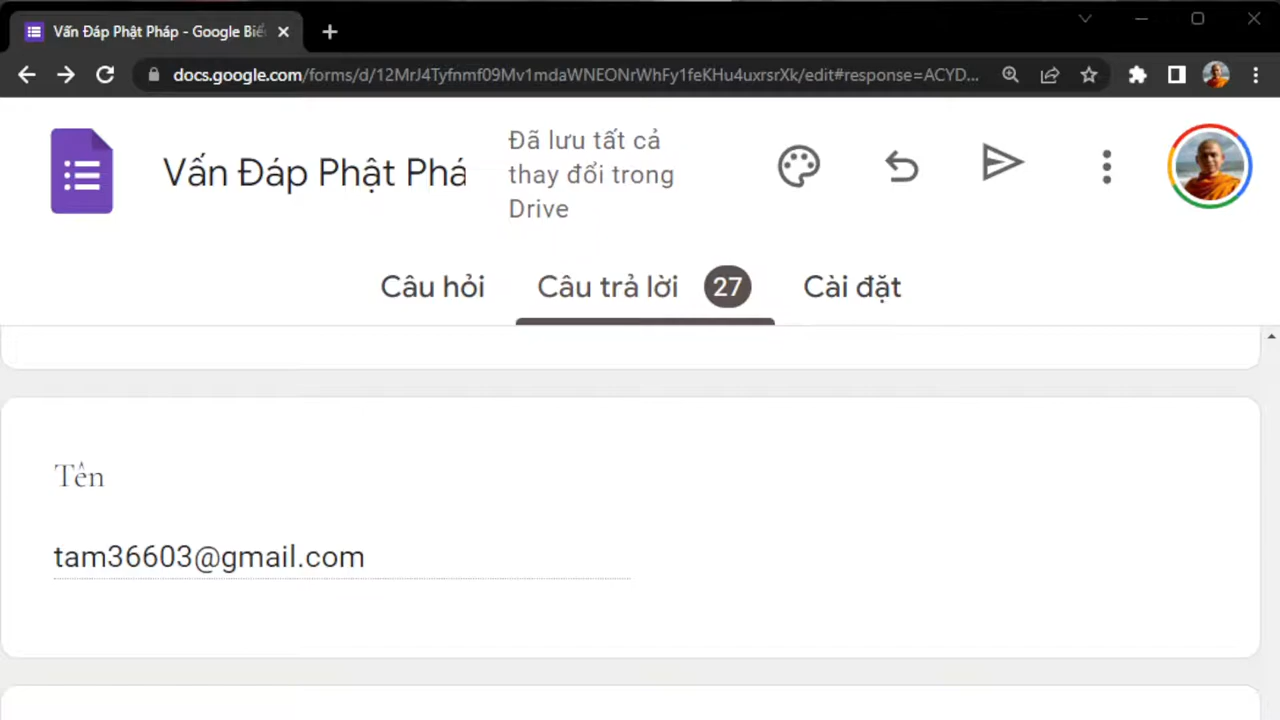 Vấn Đáp Phật Pháp - Google Biể
docs.google.com/forms/d/12MrJ4Tyfnmf09Mv1mdaWNEONrWhFy1feKHu4uxrsrXk/edit#response=ACYD...
Vấn Đáp Phật Phá
Đã lưu tất cả
thay đổi trong
Drive
Câu hỏi
Câu trả lời 27
Cài đặt
Tên
tam36603@gmail.com